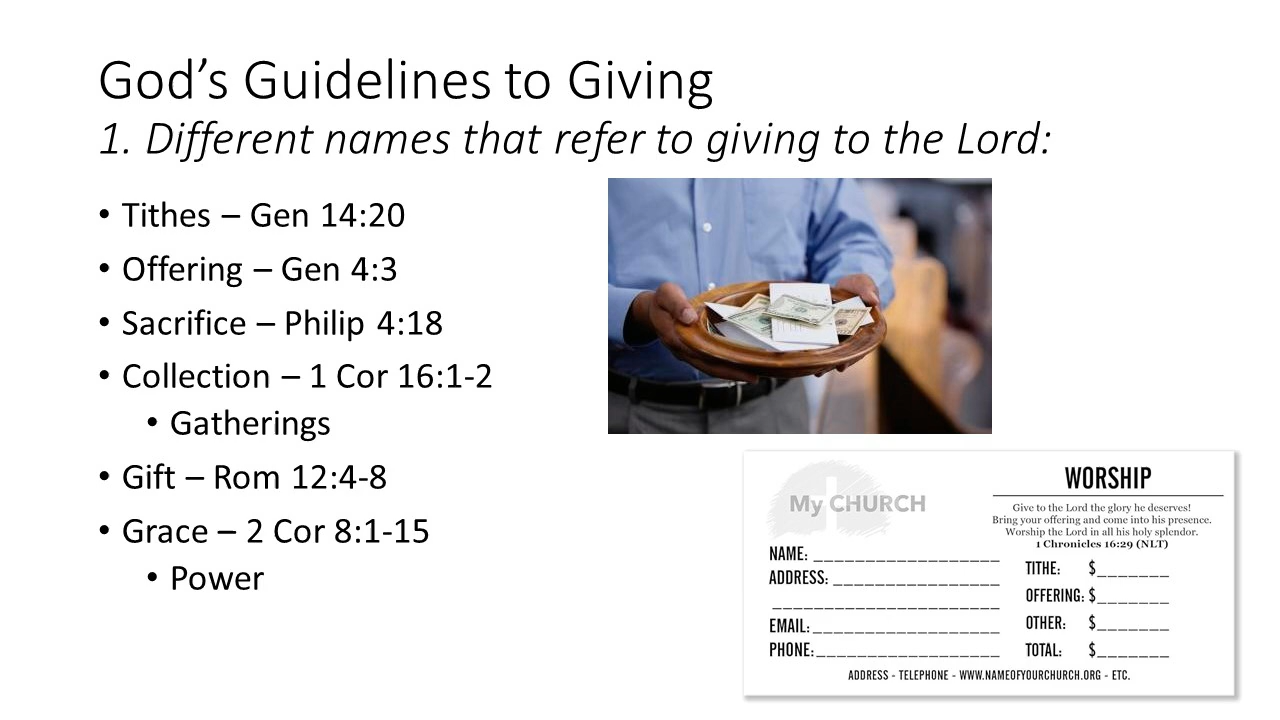 God’s Guidelines to Giving
1. Different names that refer to giving to the Lord:
• Tithes – Gen 14:20
• Offering – Gen 4:3
• Sacrifice – Philip 4:18
• Collection – 1 Cor 16:1-2
• Gatherings
• Gift – Rom 12:4-8
• Grace – 2 Cor 8:1-15
• Power
My CHURCH
WORSHIP
Give to the Lord the glory he deserves!
Bring your offering and come into his presence.
Worship the Lord in all his holy splendor.
1 Chronicles 16:29 (NLT)
NAME: __________________
ADDRESS: ________________
______________________
EMAIL: __________________
PHONE: __________________
TITHE: $_______
OFFERING: $_______
OTHER: $_______
TOTAL: $_______
ADDRESS - TELEPHONE - WWW.NAMEOFYOURCHURCH.ORG - ETC.